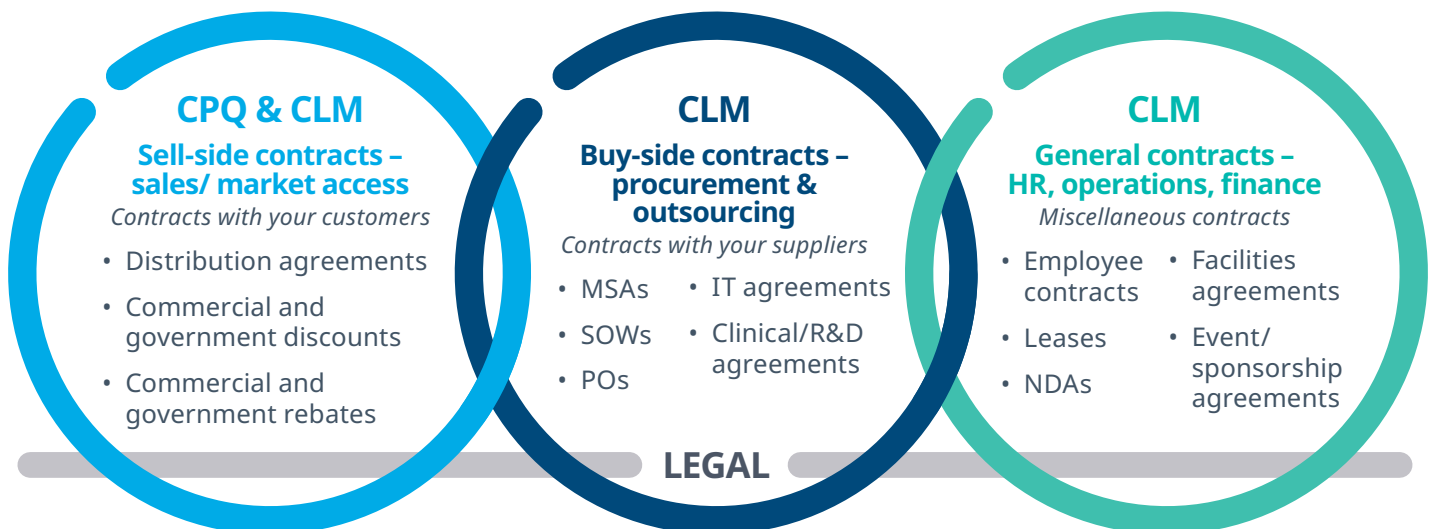 CPQ & CLM
Sell-side contracts –
sales/ market access
Contracts with your customers
• Distribution agreements
• Commercial and
government discounts
• Commercial and
government rebates
CLM
Buy-side contracts –
procurement &
outsourcing
Contracts with your suppliers
• MSAs
• SOWs
• POs
• IT agreements
• Clinical/R&D
agreements
CLM
General contracts –
HR, operations, finance
Miscellaneous contracts
• Employee
contracts
• Leases
• NDAs
• Facilities
agreements
• Event/
sponsorship
agreements
LEGAL